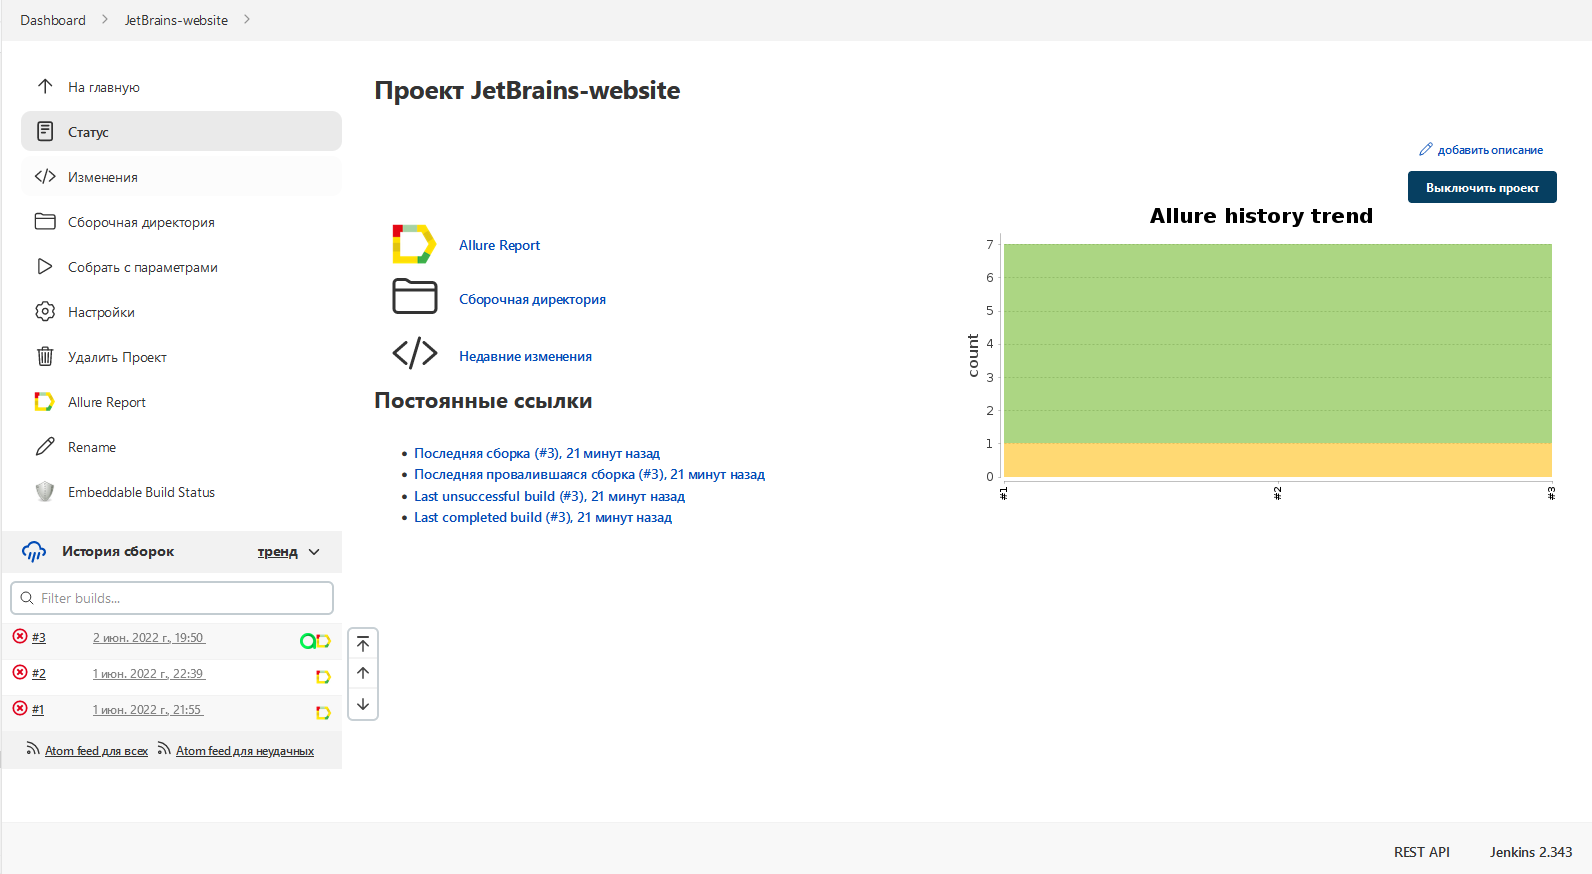 Dashboard
JetBrains-website
На главную
Статус
Изменения
Сборочная директория
Собрать с параметрами
Настройки
Удалить Проект
Allure Report
Rename
Embeddable Build Status
История сборок
тренд
Filter builds...
#3 2 июн. 2022 г., 19:50
#2 1 июн. 2022 г., 22:39
#1 1 июн. 2022 г., 21:55
Atom feed для всех Atom feed для неудачных
Проект JetBrains-website
добавить описание
Выключить проект
Allure Report
Сборочная директория
Недавние изменения
Постоянные ссылки
Последняя сборка (#3), 21 минут назад
Последняя провалившаяся сборка (#3), 21 минут назад
Last unsuccessful build (#3), 21 минут назад
Last completed build (#3), 21 минут назад
Allure history trend
count
7
6
5
4
3
2
1
0
#1 #2 #3
REST API Jenkins 2.343